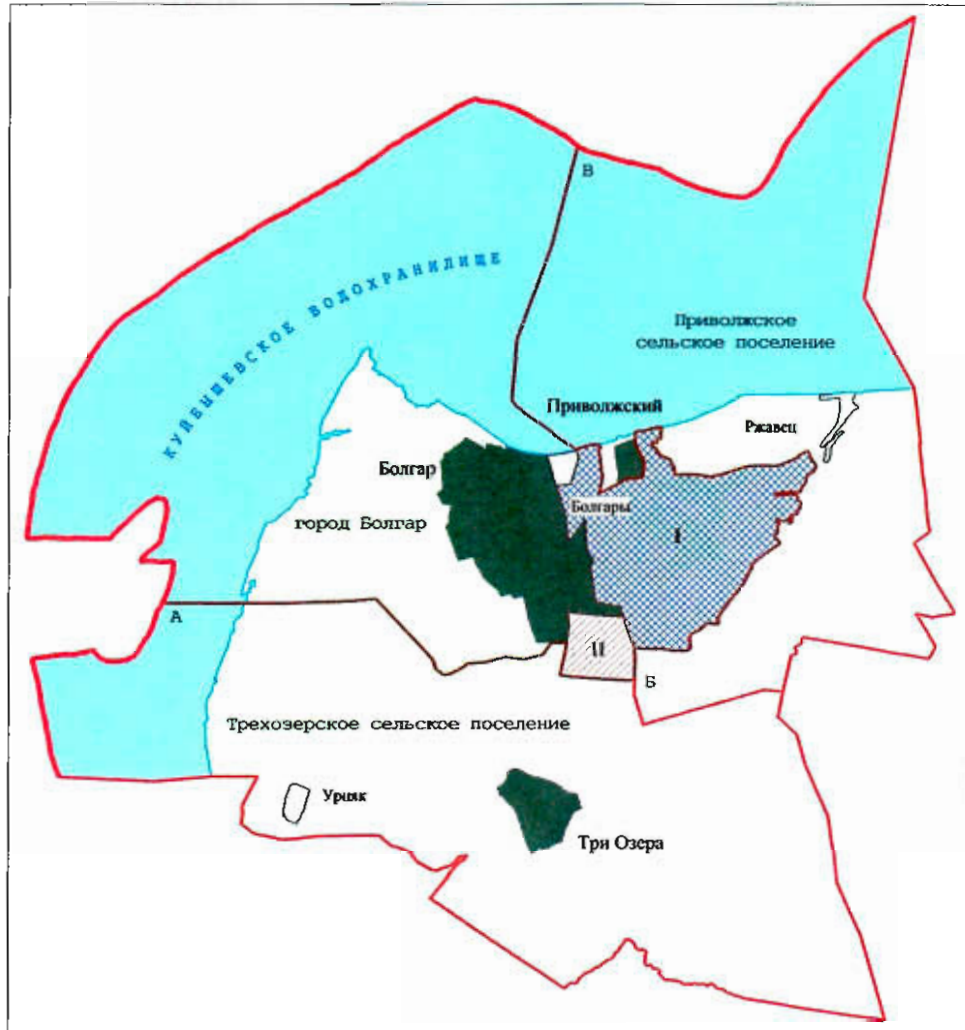 В
КУЙБЫШЕВСКОЕ ВОДОХРАНИЛИЩЕ
Приволжское
сельское поселение
Приволжский
Ржавец
Болгар
город Болгар
Болгары
I
А
II
Б
Трехозерское сельское поселение
Урняк
Три Озера